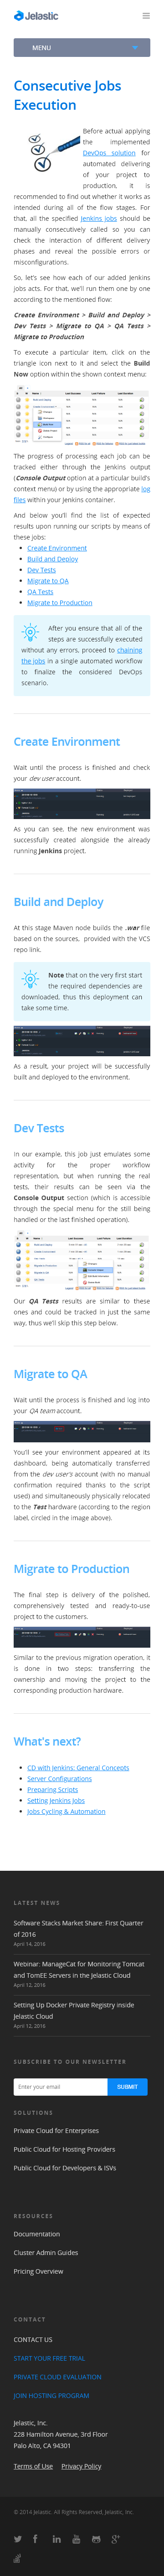 Jelastic
MENU
Consecutive Jobs
Execution
Before actual applying
the implemented
DevOps solution for
automated delivering
of your project to
production, it is
recommended to ensure that everything is
worked out fine during all of its stages. For
that, all the specified Jenkins jobs should be
manually consecutively called so you can
check the interaction of different delivery
phases and reveal the possible errors or
misconfigurations.
So, let's see how each of our added Jenkins
jobs acts. For that, we'll run them one by one
according to the mentioned flow:
Create Environment > Build and Deploy >
Dev Tests > Migrate to QA > QA Tests >
Migrate to Production
To execute a particular item, click on the
triangle icon next to it and select the Build
Now option within the shown context menu.
The progress of the processing execution can be
tracked either through the Jenkins panel
(Console Output option at a particular build's
context menu) or by viewing the appropriate log
files within your Jenkins container.
And below you'll find the list of expected
results upon running your scripts by means of
these jobs:
Create Environment
Build and Deploy
Dev Tests
Migrate to QA
QA Tests
Migrate to Production
After you ensure that all of the
steps are successfully executed
without any errors, proceed to chaining
the jobs in a single automated workflow
to finalize the considered DevOps
scenario.
Create Environment
Wait until the process is finished and check
your dev user account.
As you can see, the new environment was
successfully created alongside the already
running Jenkins project.
Build and Deploy
At this stage Maven node builds the .war file
based on the sources, pointed with the VCS
repo link.
Note that on the very first start
the required dependencies are
downloaded, thus this deployment can
take some time.
As a result, your project will be successfully
built and deployed to the environment.
Dev Tests
In our example, this job just emulates test
activity for the proper workflow
representation, but when running the real
tests, their results can be seen via the
Console Output section (which is accessible
through the special menu for the still being
executed or the last finished operation).
Our QA Tests results are similar to these
ones and could be tracked in just the same
way, thus we'll skip this step below.
Migrate to QA
Wait until the process is finished and log into
your QA team account.
You'll see your environment appeared at its
dashboard, being automatically transferred
from the dev user's account (with no manual
confirmation required thanks to the script
used) and simultaneously physically relocated
to the Test hardware (according to the region
label, circled in the image above).
Migrate to Production
The final step is delivery of the polished,
comprehensively tested and ready-to-use
project to the customers.
Similar to the previous migration operation, it
is done in two steps: transferring the
ownership and moving the project to the
corresponding production hardware.
What's next?
CD with Jenkins: General Concepts
Server Configurations
Preparing Scripts
Setting Jenkins Jobs
Jobs Cycling & Automation
LATEST NEWS
Software Stacks Market Share: First Quarter
of 2016
April 14, 2016
Webinar: ManageCat for Monitoring Tomcat
and TomEE Servers in the Jelastic Cloud
April 12, 2016
Setting Up Docker Private Registry inside
Jelastic Cloud
April 12, 2016
SUBSCRIBE TO OUR NEWSLETTER
Enter your email SUBMIT
SOLUTIONS
Private Cloud for Enterprises
Public Cloud for Hosting Providers
Public Cloud for Developers & ISVs
RESOURCES
Documentation
Cluster Admin Guides
Pricing Overview
CONTACT
CONTACT US
START YOUR FREE TRIAL
PRIVATE CLOUD EVALUATION
JOIN HOSTING PROGRAM
Jelastic, Inc.
228 Hamilton Avenue, 3rd Floor
Palo Alto, CA 94301
Terms of Use Privacy Policy
© 2014 Jelastic. All Rights Reserved, Jelastic, Inc.